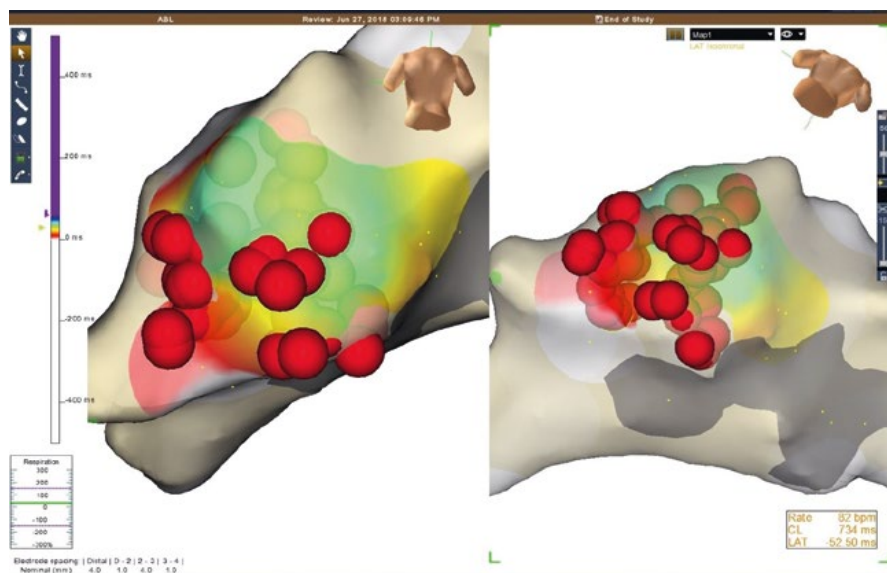 ABL
Review: Jun 27, 2018 03:09:46 PM
End of Study
Map1
LAT Isochronal
400 ms
200 ms
0 ms
-200 ms
-400 ms
Respiration
300
200
100
0
-100
-200
-300%
Rate 82 bpm
CL 734 ms
LAT -52.50 ms
Electrode spacing: | Distal | D - 2 | 2 - 3 | 3 - 4 |
Nominal (mm): 4.0 1.0 4.0 1.0